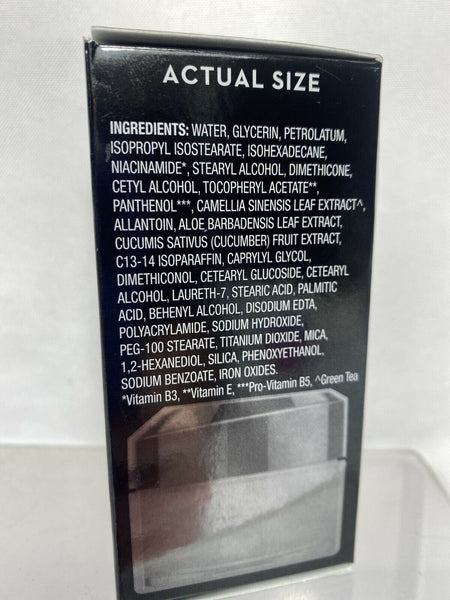 ACTUAL SIZE
INGREDIENTS: WATER, GLYCERIN, PETROLATUM,
ISOPROPYL ISOSTEARATE, ISOHEXADECANE,
NIACINAMIDE*, STEARYL ALCOHOL, DIMETHICONE,
CETYL ALCOHOL, TOCOPHERYL ACETATE**,
PANTHENOL***, CAMELLIA SINENSIS LEAF EXTRACT^,
ALLANTOIN, ALOE BARBADENSIS LEAF EXTRACT,
CUCUMIS SATIVUS (CUCUMBER) FRUIT EXTRACT,
C13-14 ISOPARAFFIN, CAPRYLYL GLYCOL,
DIMETHICONOL, CETEARYL GLUCOSIDE, CETEARYL
ALCOHOL, LAURETH-7, STEARIC ACID, PALMITIC
ACID, BEHENYL ALCOHOL, DISODIUM EDTA,
POLYACRYLAMIDE, SODIUM HYDROXIDE,
PEG-100 STEARATE, TITANIUM DIOXIDE, MICA,
1,2-HEXANEDIOL, SILICA, PHENOXYETHANOL,
SODIUM BENZOATE, IRON OXIDES.
*Vitamin B3, **Vitamin E, ***Pro-Vitamin B5, ^Green Tea